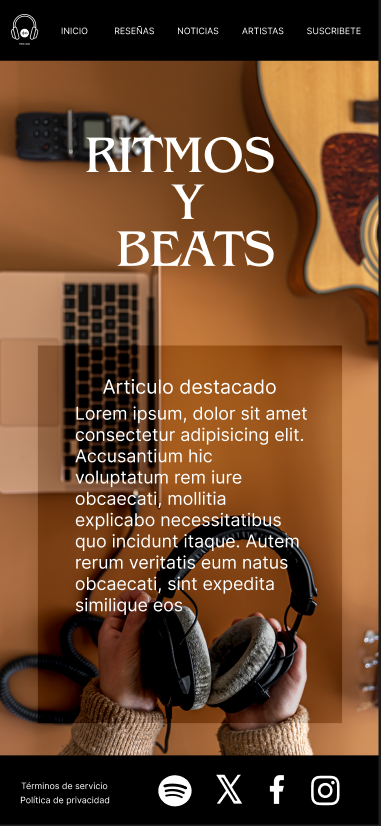 INICIO
RESEÑAS
NOTICIAS
ARTISTAS
SUSCRIBETE
RITMOS
Y
BEATS
Articulo destacado
Lorem ipsum, dolor sit amet
consectetur adipisicing elit.
Accusantium hic
voluptatum rem iure
obcaecati, mollitia
explicabo necessitatibus
quo incidunt itaque. Autem
rerum veritatis eum natus
obcaecati, sint expedita
similique eos
Términos de servicio
Política de privacidad